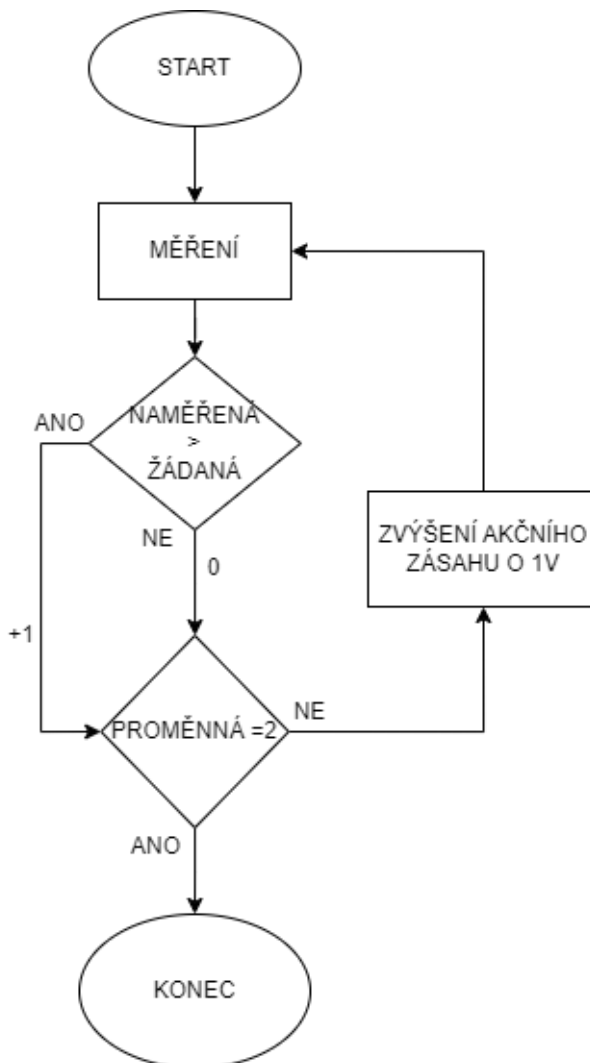 START
MĚŘENÍ
ANO
NAMĚŘENÁ
>
ŽÁDANÁ
NE
0
ZVÝŠENÍ AKČNÍHO
ZÁSAHU O 1V
+1
PROMĚNNÁ =2
NE
ANO
KONEC